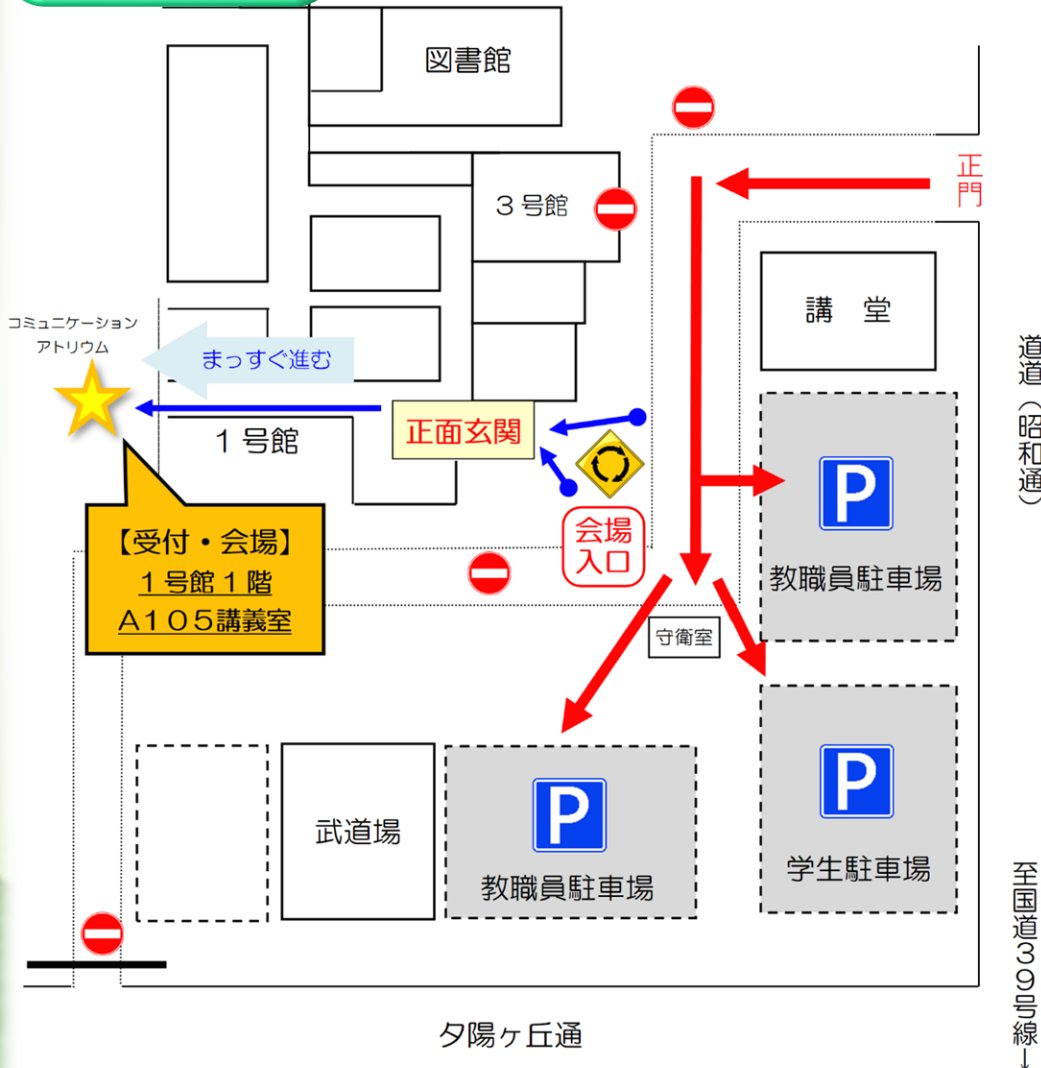 図書館
正門
3号館
講 堂
コミュニケーション
アトリウム
まっすぐ進む
道道(昭和通)
正面玄関
1号館
P
会場
入口
【受付・会場】
1号館1階
A105講義室
教職員駐車場
守衛室
P
P
武道場
教職員駐車場
学生駐車場
至国道39号線↓
夕陽ヶ丘通